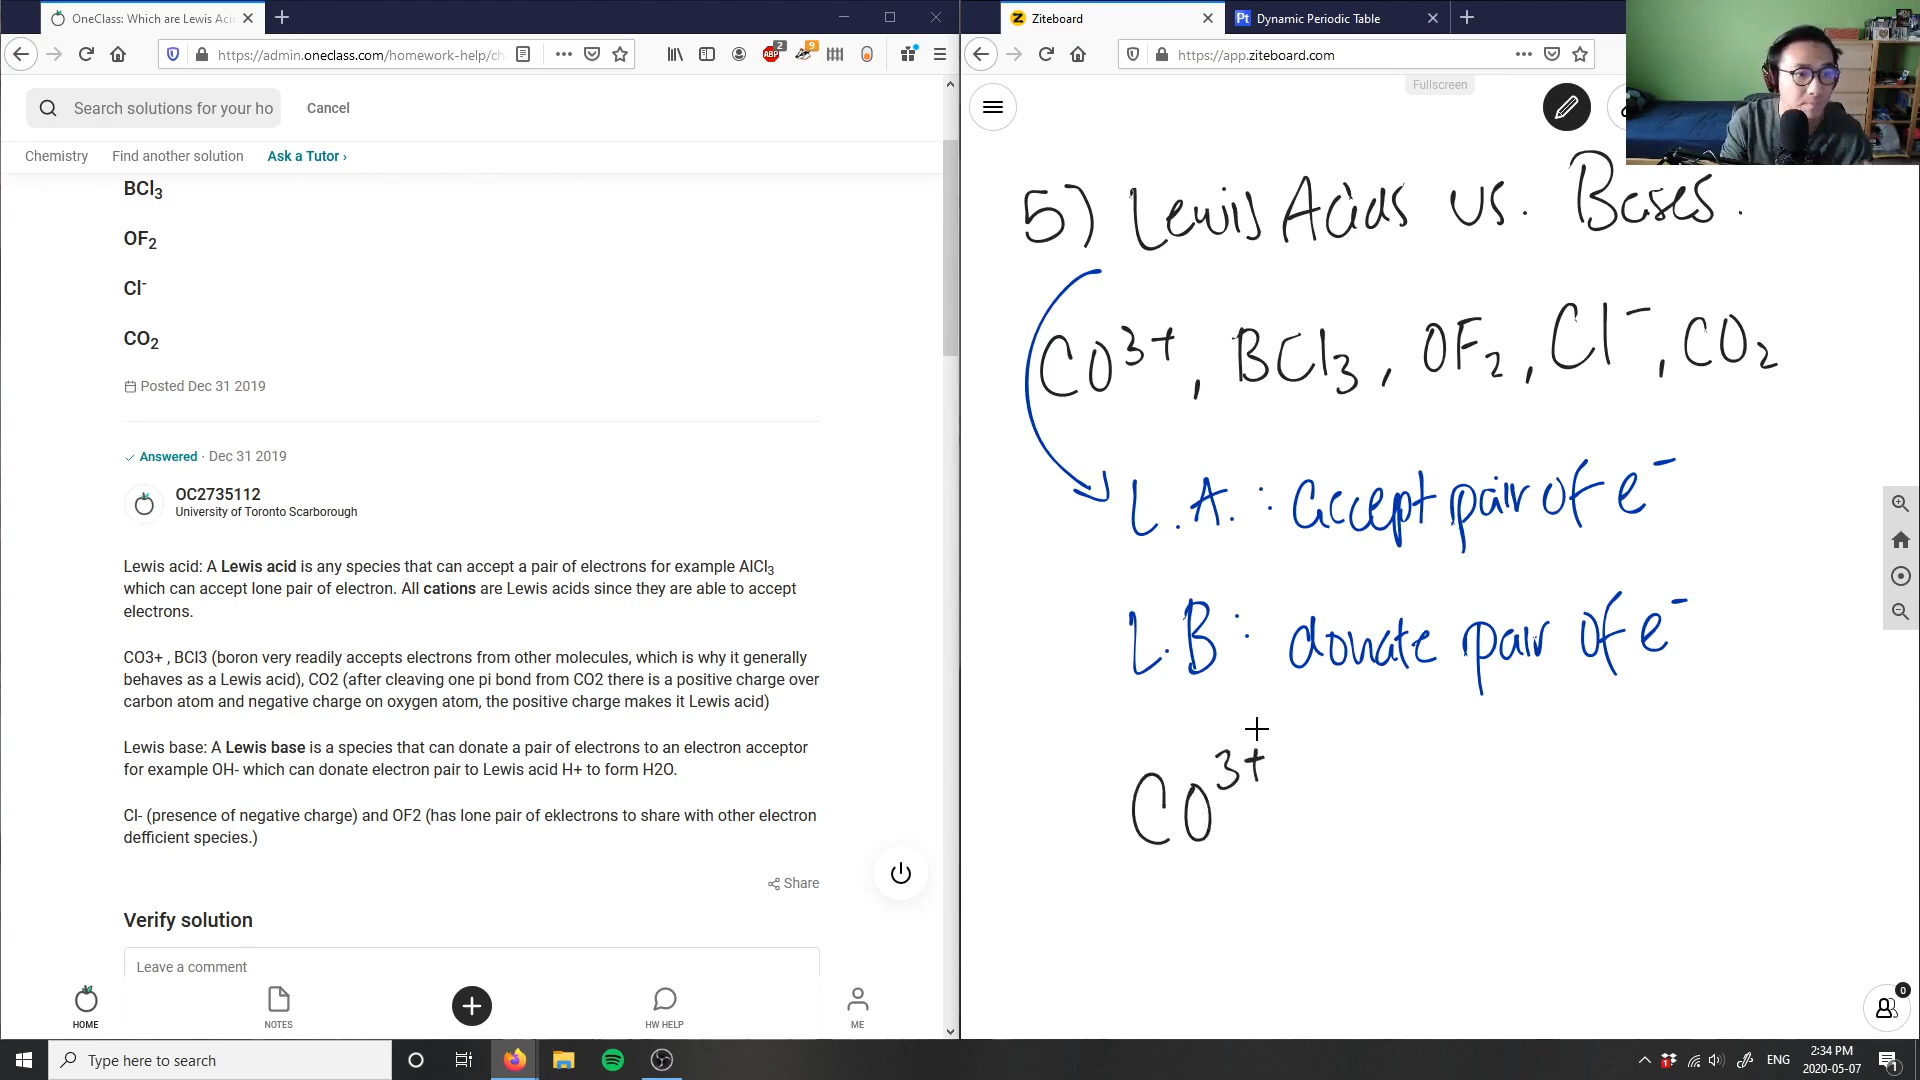 OneClass: Which are Lewis Aci
Ziteboard
Dynamic Periodic Table
https://admin.oneclass.com/homework-help/ch
ABP
2
9
https://app.ziteboard.com
Search solutions for your ho
Cancel
Chemistry
Find another solution
Ask a Tutor ›
BCl₃
OF₂
Cl⁻
CO₂
Posted Dec 31 2019
Answered · Dec 31 2019
OC2735112
University of Toronto Scarborough
Lewis acid: A Lewis acid is any species that can accept a pair of electrons for example AlCl₃
which can accept lone pair of electron. All cations are Lewis acids since they are able to accept
electrons.
CO3+ , BCl3 (boron very readily accepts electrons from other molecules, which is why it generally
behaves as a Lewis acid), CO2 (after cleaving one pi bond from CO2 there is a positive charge over
carbon atom and negative charge on oxygen atom, the positive charge makes it Lewis acid)
Lewis base: A Lewis base is a species that can donate a pair of electrons to an electron acceptor
for example OH- which can donate electron pair to Lewis acid H+ to form H2O.
Cl- (presence of negative charge) and OF2 (has lone pair of eklectrons to share with other electron
defficient species.)
Share
Verify solution
Leave a comment
HOME
NOTES
HW HELP
ME
Fullscreen
5) Lewis Acids vs. Bases.
CO³⁺, BCl₃, OF₂, Cl⁻, CO₂
L.A. : accept pair of e⁻
L.B : donate pair of e⁻
CO³⁺
0
Type here to search
ENG
2:34 PM
2020-05-07
1
Pt